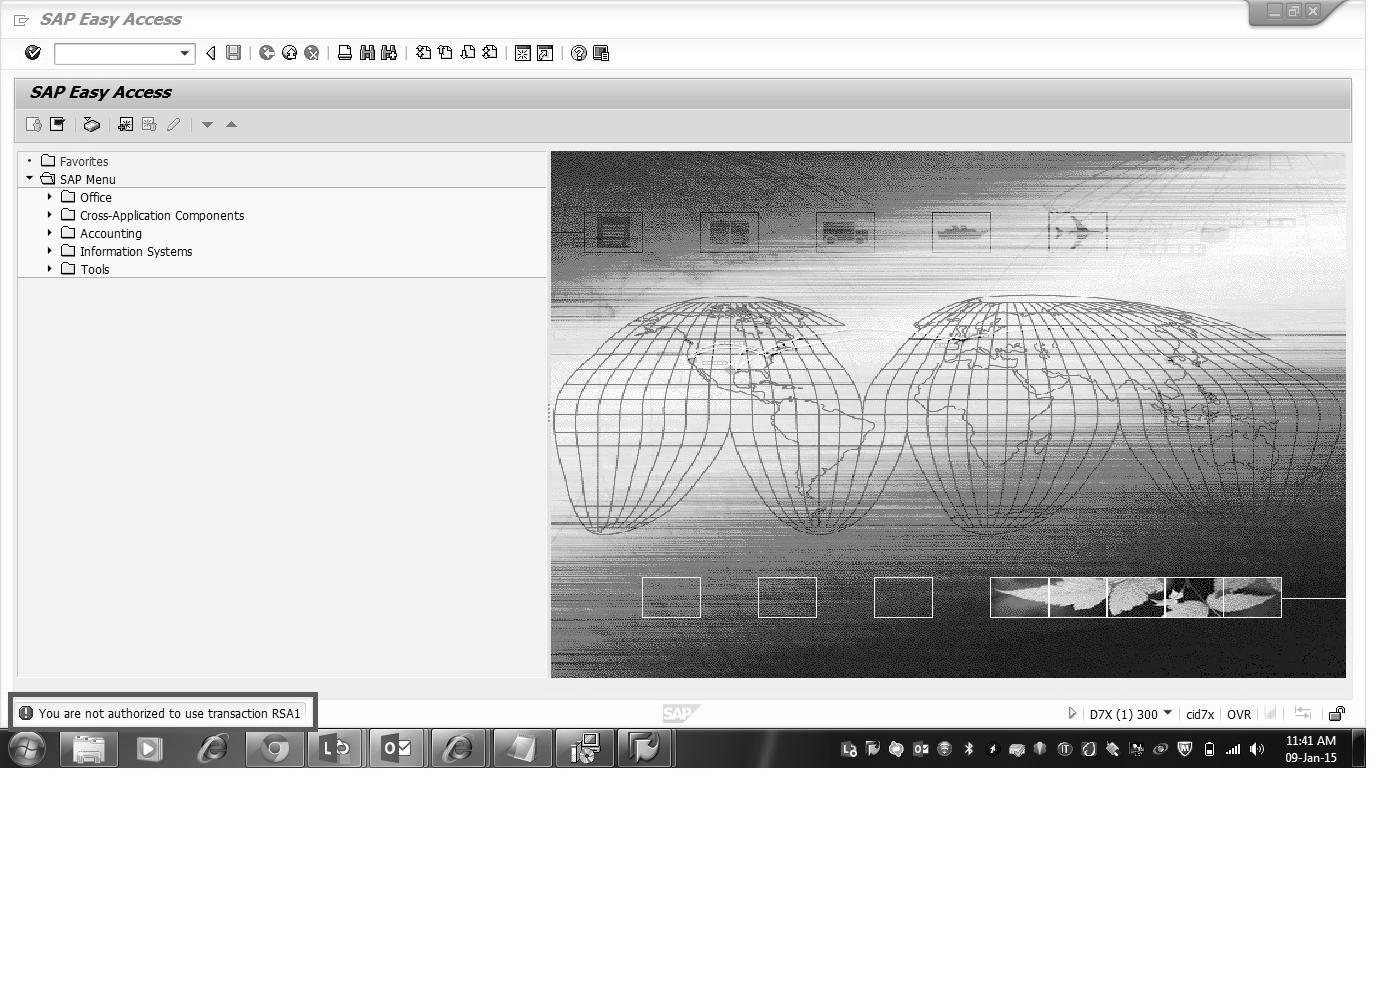 SAP Easy Access
SAP Easy Access
Favorites
SAP Menu
Office
Cross-Application Components
Accounting
Information Systems
Tools
You are not authorized to use transaction RSA1
SAP
D7X (1) 300
cid7x
OVR
11:41 AM
09-Jan-15